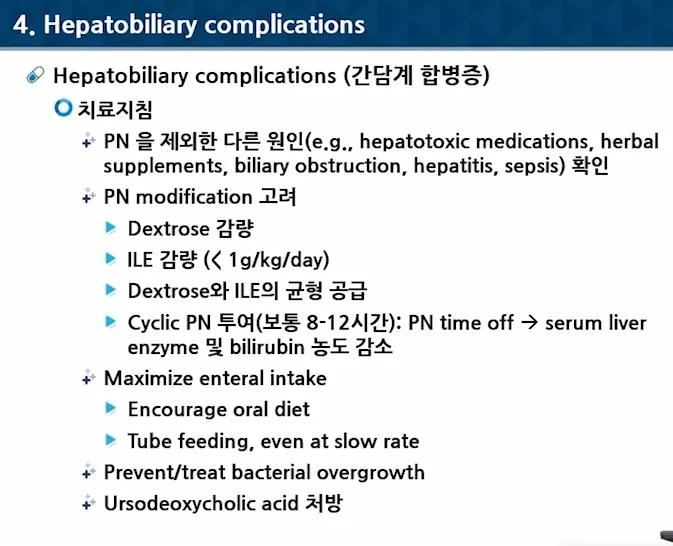 4. Hepatobiliary complications
Hepatobiliary complications (간담계 합병증)
치료지침
PN 을 제외한 다른 원인(e.g., hepatotoxic medications, herbal
supplements, biliary obstruction, hepatitis, sepsis) 확인
PN modification 고려
Dextrose 감량
ILE 감량 (< 1g/kg/day)
Dextrose와 ILE의 균형 공급
Cyclic PN 투여(보통 8-12시간): PN time off → serum liver
enzyme 및 bilirubin 농도 감소
Maximize enteral intake
Encourage oral diet
Tube feeding, even at slow rate
Prevent/treat bacterial overgrowth
Ursodeoxycholic acid 처방